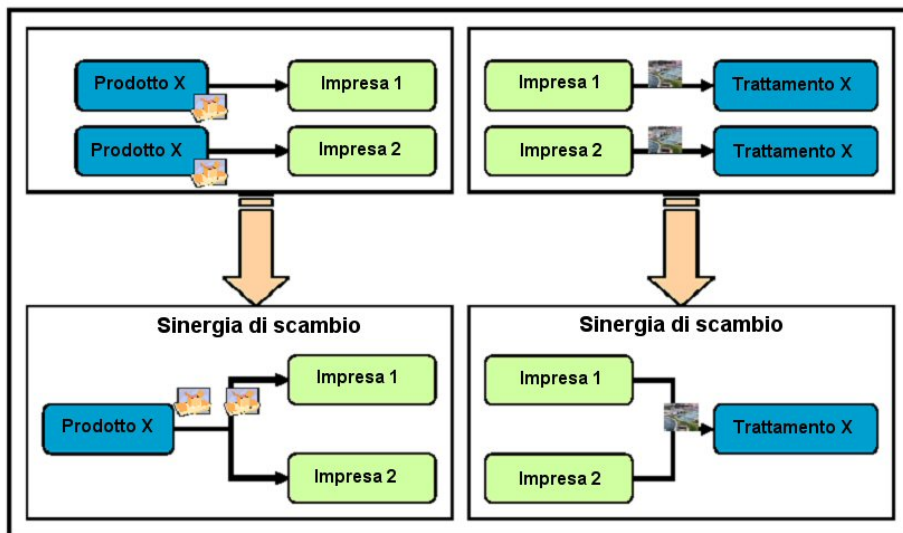 Prodotto X
Impresa 1
Prodotto X
Impresa 2
Impresa 1
Trattamento X
Impresa 2
Trattamento X
Sinergia di scambio
Impresa 1
Prodotto X
Impresa 2
Sinergia di scambio
Impresa 1
Trattamento X
Impresa 2